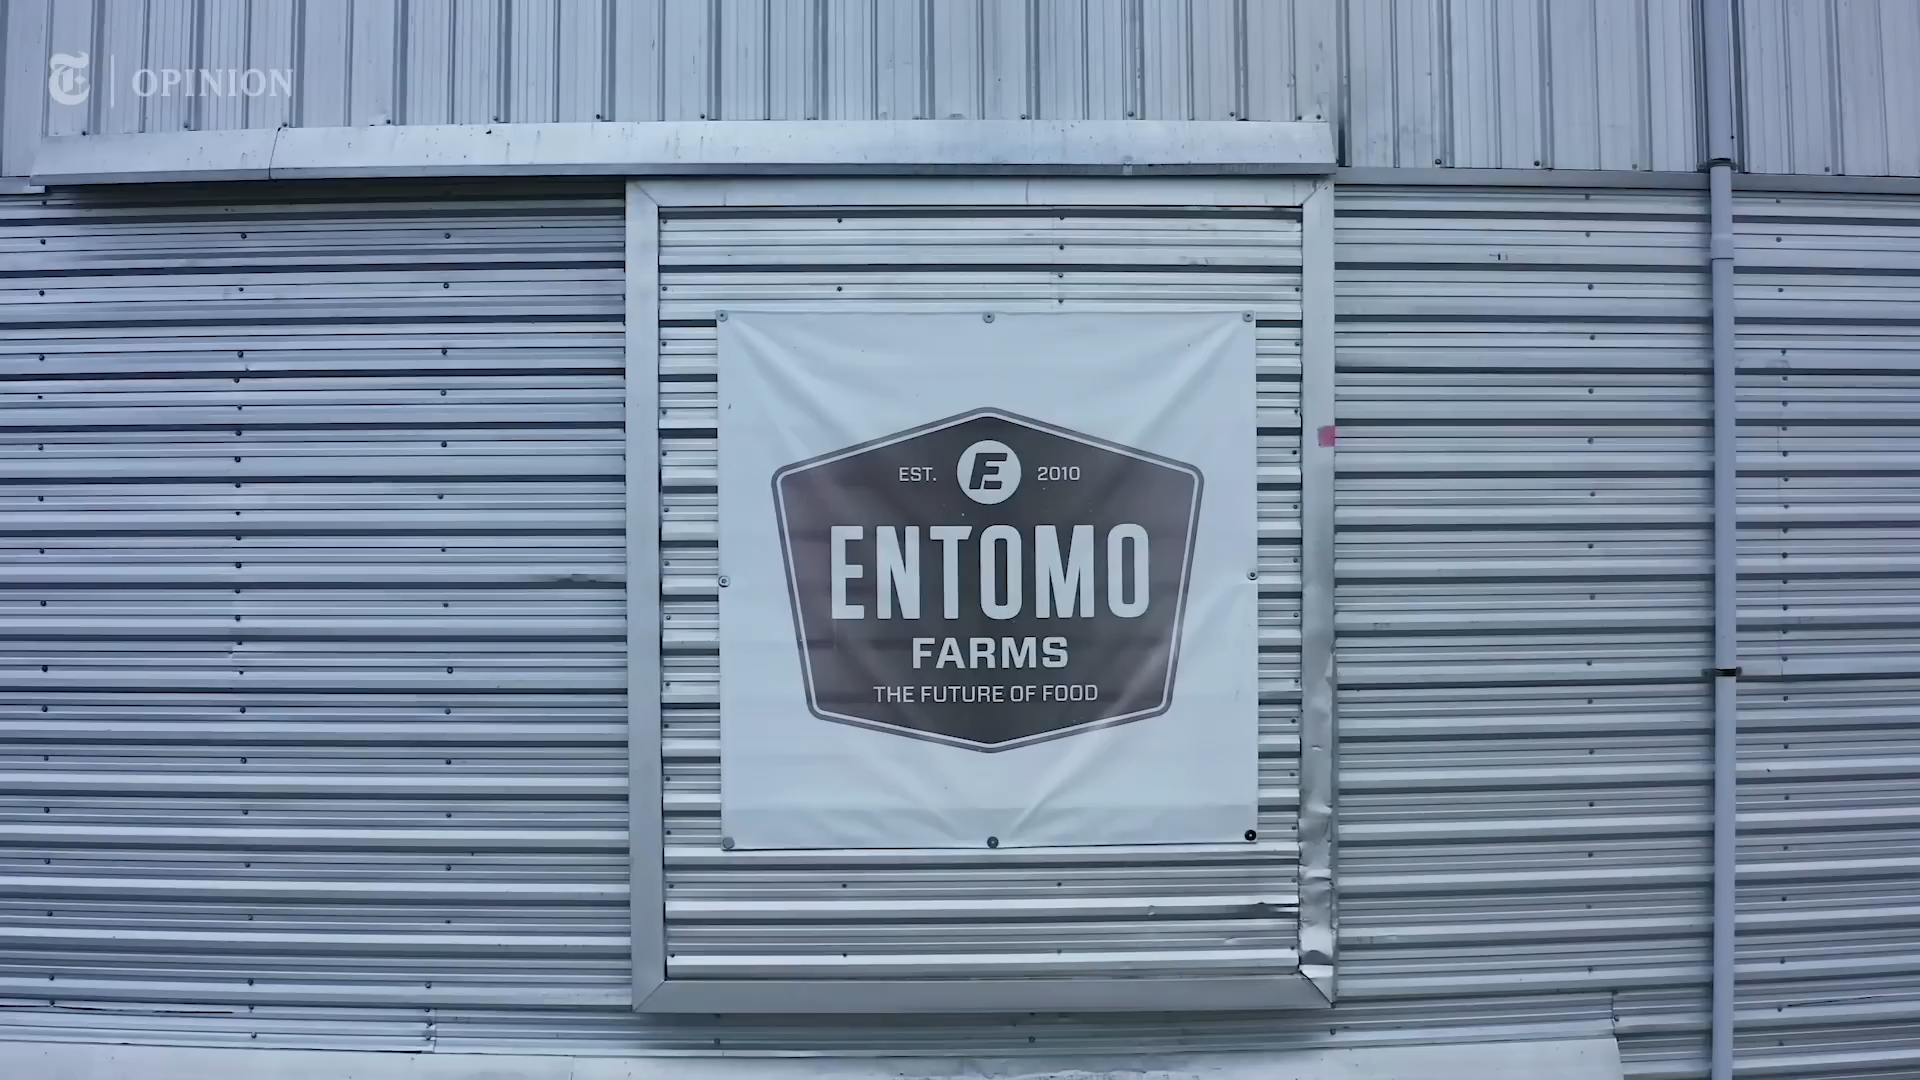 T | OPINION
EST. E 2010
ENTOMO
FARMS
THE FUTURE OF FOOD